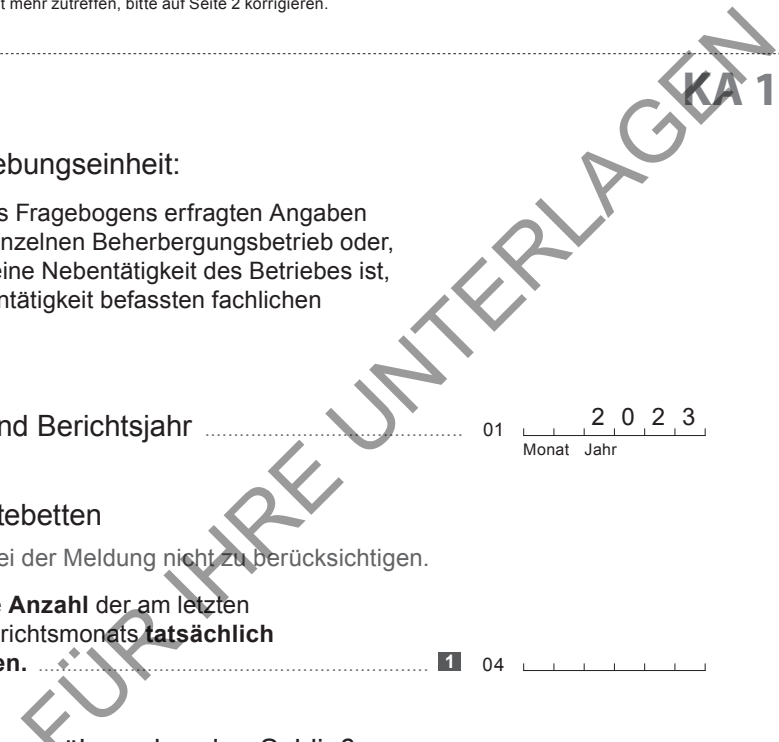 t mehr zutreffen, bitte auf Seite 2 korrigieren.
KA 1
ebungseinheit:
s Fragebogens erfragten Angaben
nzelnen Beherbergungsbetrieb oder,
eine Nebentätigkeit des Betriebes ist,
ntätigkeit befassten fachlichen
nd Berichtsjahr 01 2 0 2 3
Monat Jahr
tebetten
ei der Meldung nicht zu berücksichtigen.
e Anzahl der am letzten
richtsmonats tatsächlich
en. 1 04
FÜR IHRE UNTERLAGEN